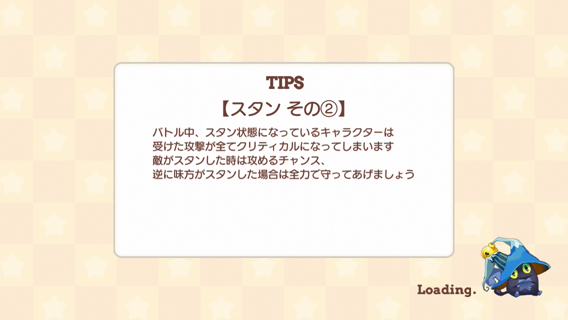 TIPS
【スタン その②】
バトル中、スタン状態になっているキャラクターは
受けた攻撃が全てクリティカルになってしまいます
敵がスタンした時は攻めるチャンス、
逆に味方がスタンした場合は全力で守ってあげましょう
Loading.